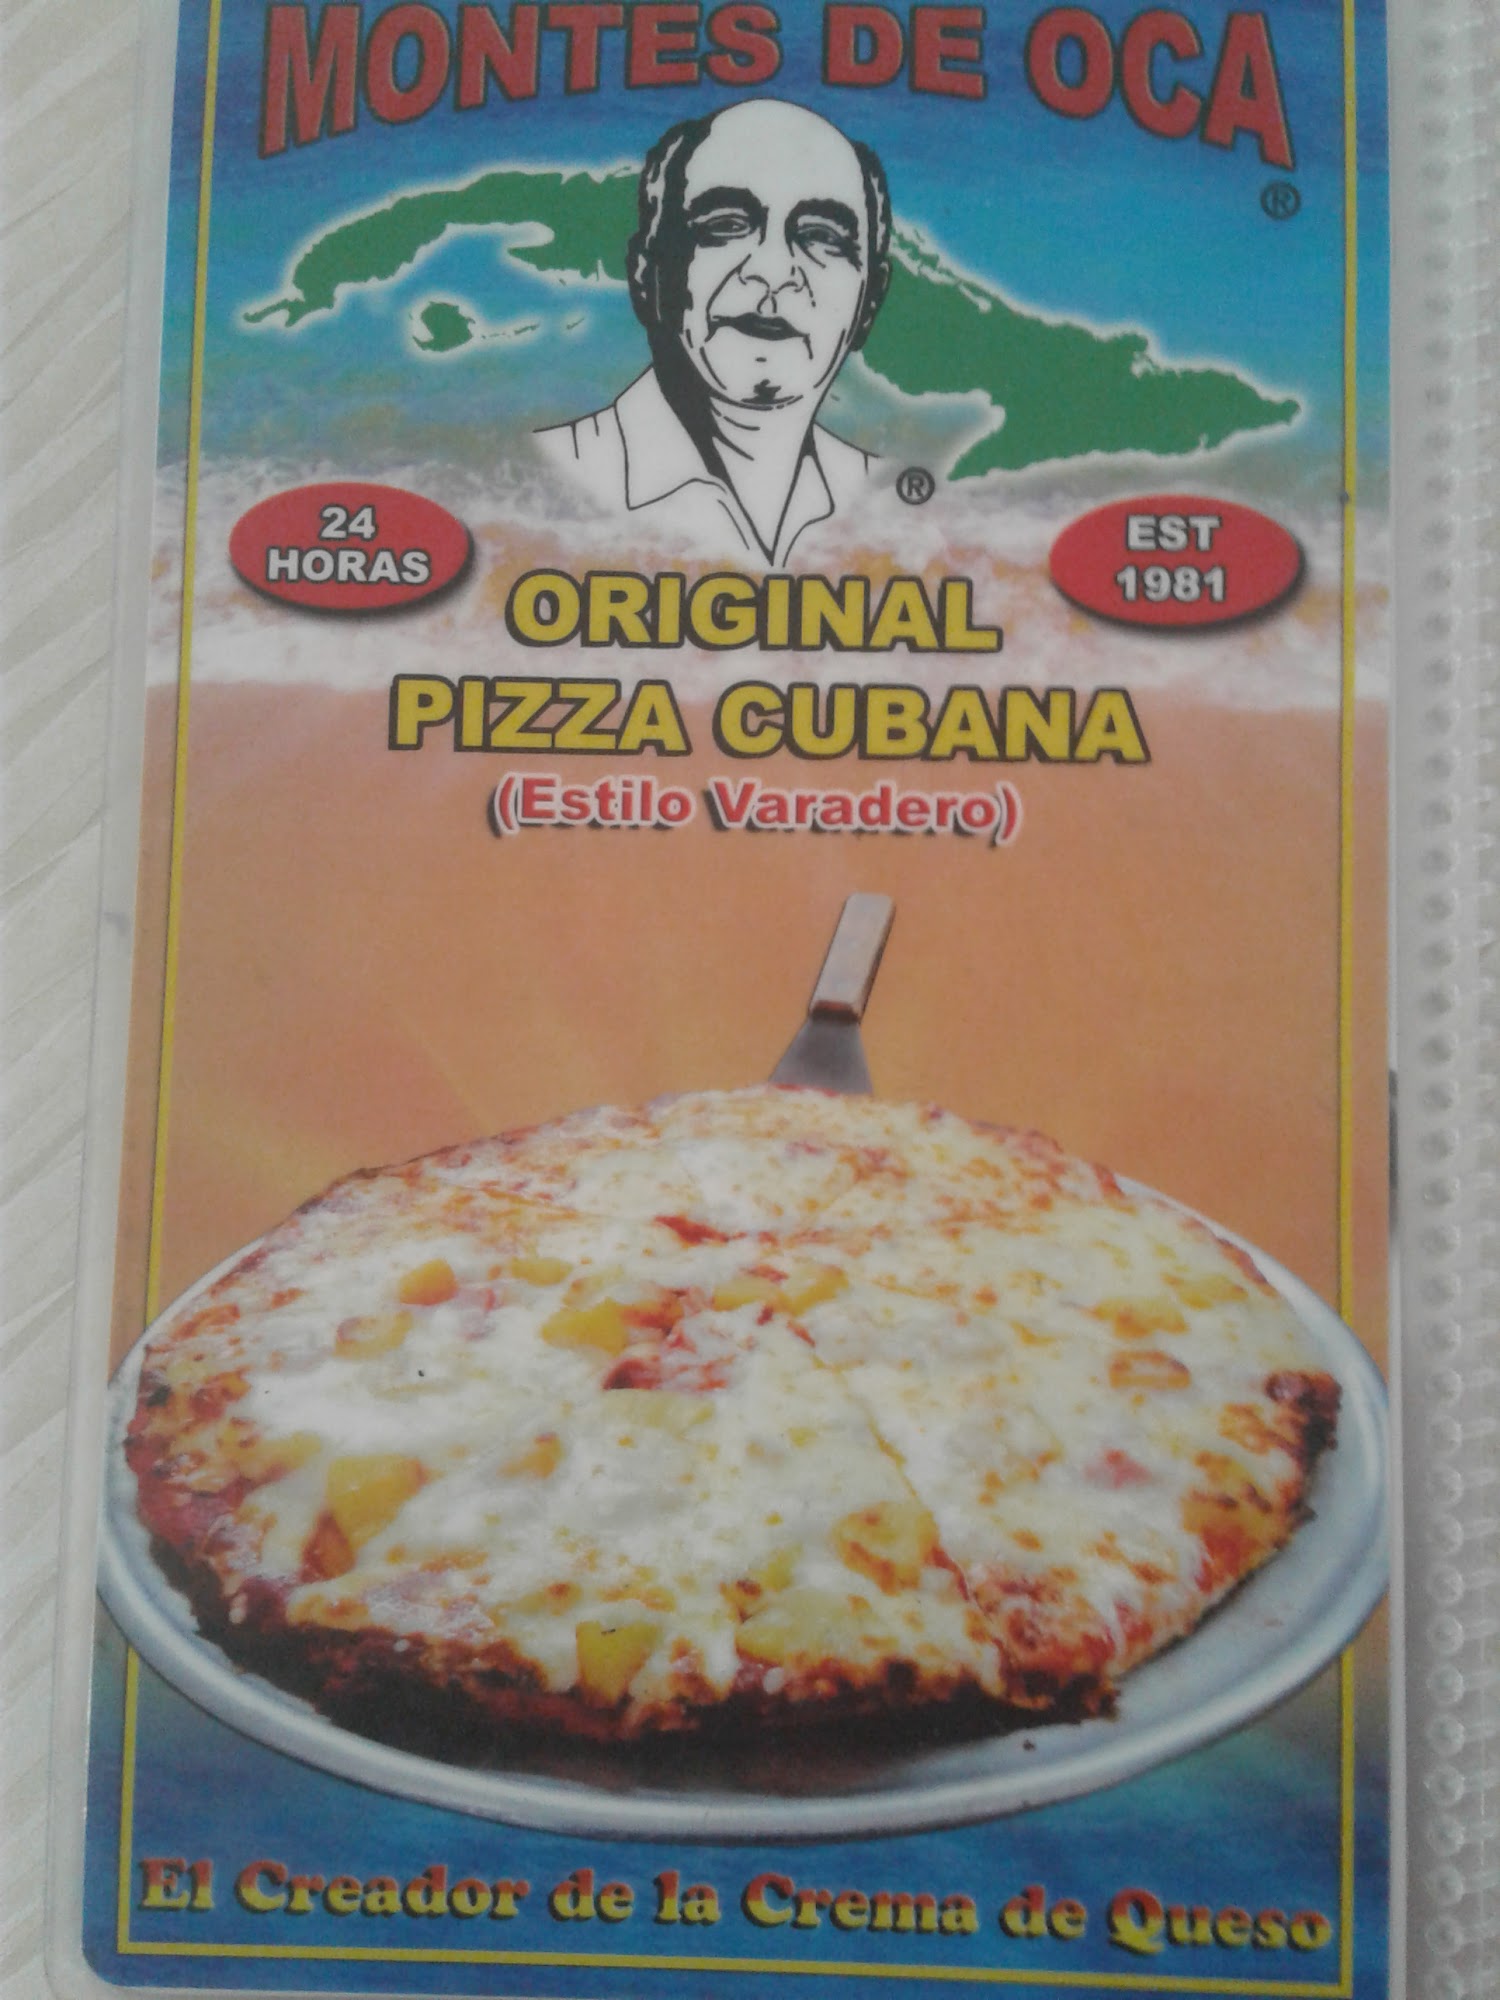 MONTES DE OCA
®
®
24
HORAS
EST
1981
ORIGINAL
PIZZA CUBANA
(Estilo Varadero)
El Creador de la Crema de Queso